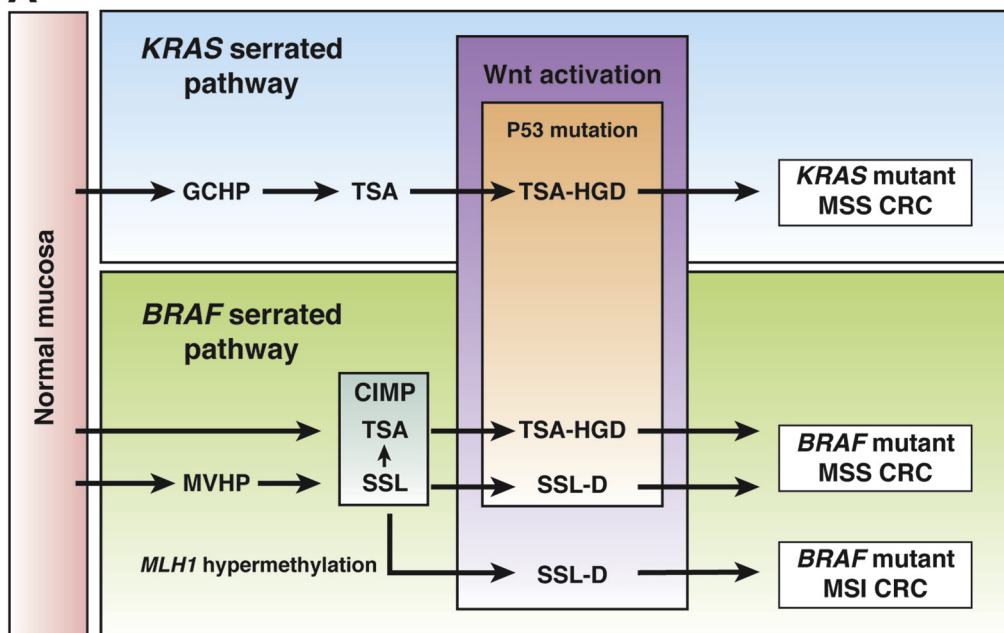 A
Normal mucosa
KRAS serrated
pathway
Wnt activation
P53 mutation
GCHP
TSA
TSA-HGD
KRAS mutant
MSS CRC
BRAF serrated
pathway
CIMP
TSA
TSA-HGD
MVHP
SSL
SSL-D
BRAF mutant
MSS CRC
MLH1 hypermethylation
SSL-D
BRAF mutant
MSI CRC